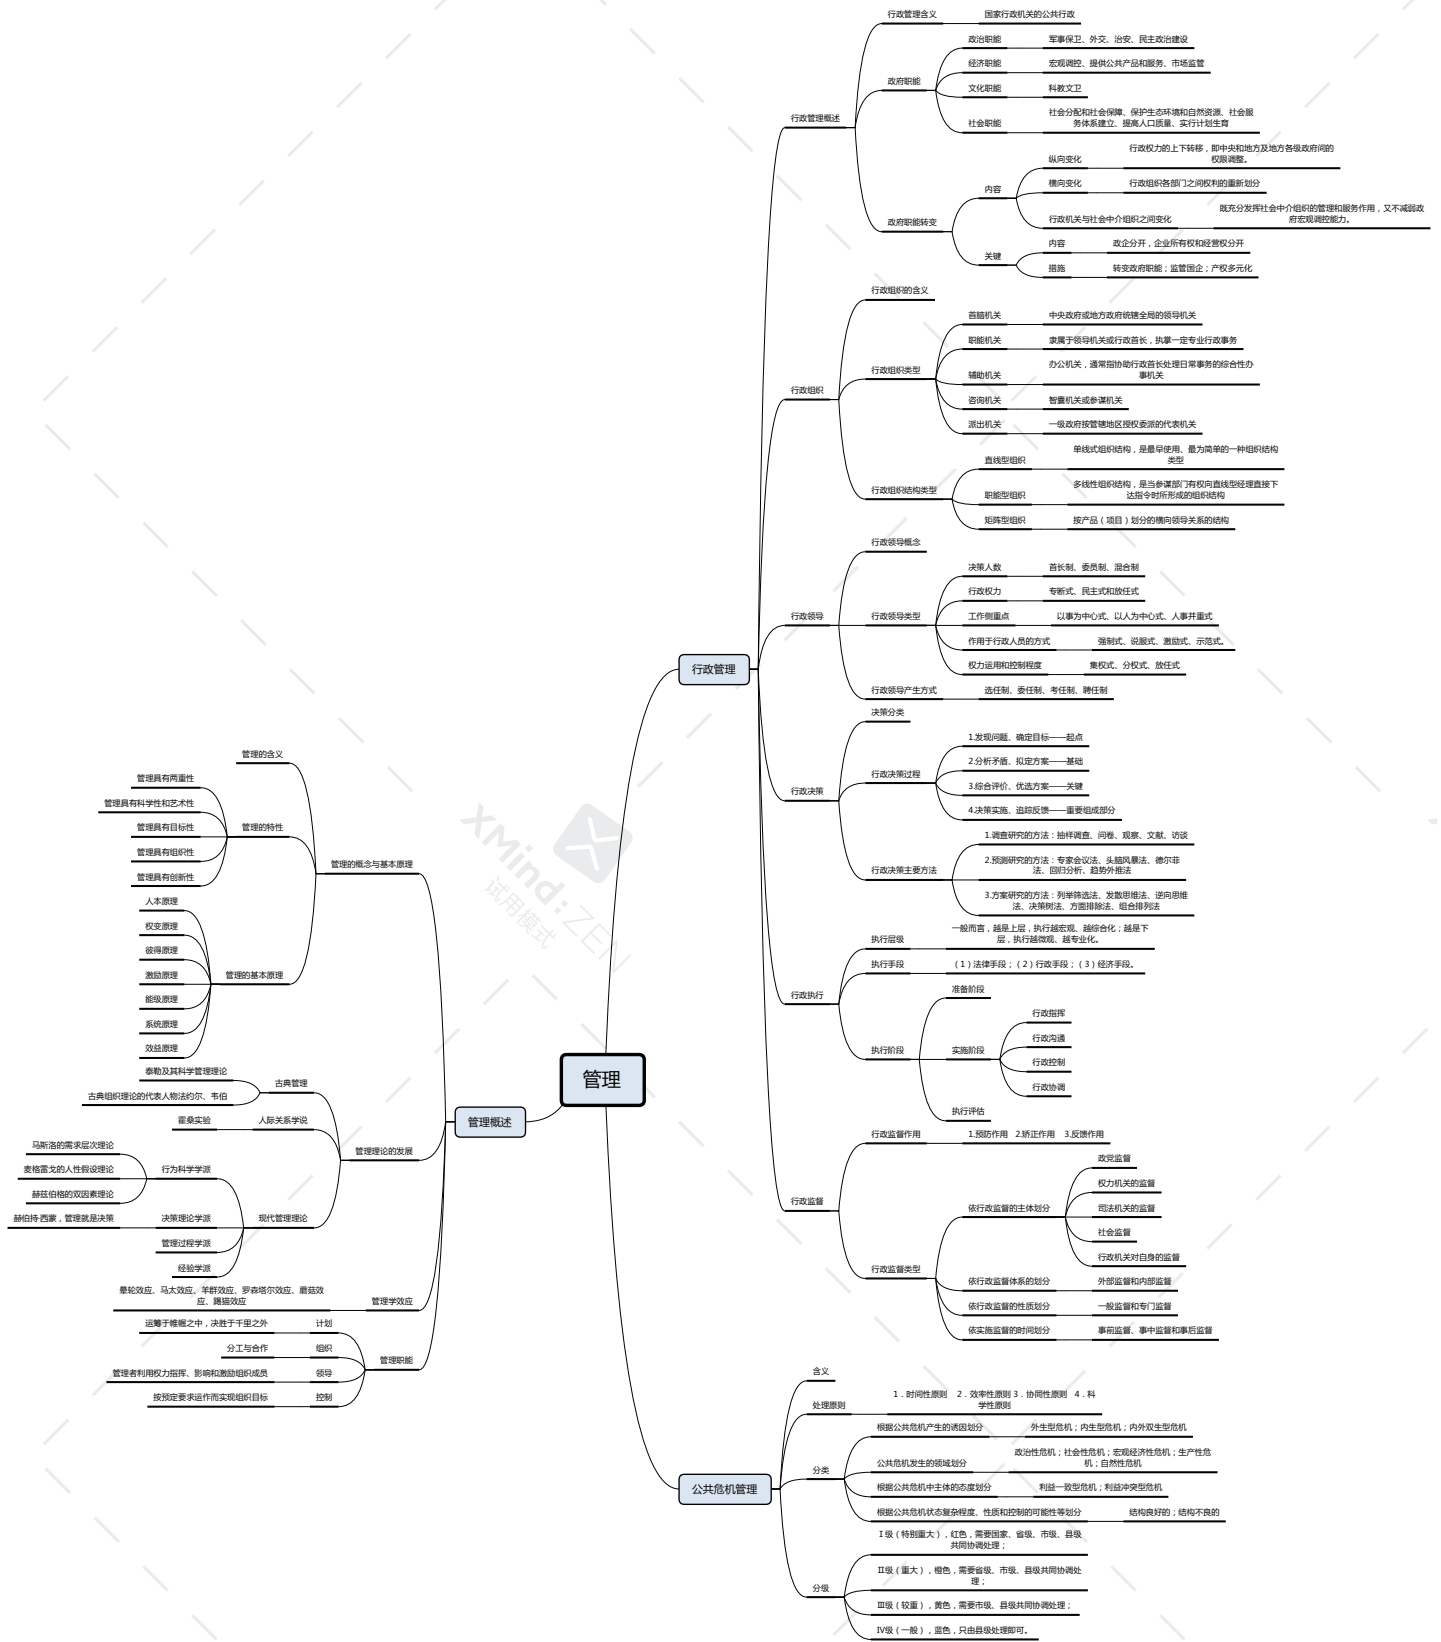 管理
行政管理
行政管理概述
行政管理含义
国家行政机关的公共行政
政府职能
政治职能
军事保卫、外交、治安、民主政治建设
经济职能
宏观调控、提供公共产品和服务、市场监管
文化职能
科教文卫
社会职能
社会分配和社会保障、保护生态环境和自然资源、社会服
务体系建立、提高人口质量、实行计划生育
政府职能转变
内容
纵向变化
行政权力的上下转移，即中央和地方及地方各级政府间的
权限调整。
横向变化
行政组织各部门之间权利的重新划分
行政机关与社会中介组织之间变化
既充分发挥社会中介组织的管理和服务作用，又不减弱政
府宏观调控能力。
关键
内容
政企分开，企业所有权和经营权分开
措施
转变政府职能；监管国企；产权多元化
行政组织
行政组织的含义
行政组织类型
首脑机关
中央政府或地方政府统辖全局的领导机关
职能机关
隶属于领导机关或行政首长，执掌一定专业行政事务
辅助机关
办公机关，通常指协助行政首长处理日常事务的综合性办
事机关
咨询机关
智囊机关或参谋机关
派出机关
一级政府按管辖地区授权委派的代表机关
行政组织结构类型
直线型组织
单线式组织结构，是最早使用、最为简单的一种组织结构
类型
职能型组织
多线性组织结构，是当参谋部门有权向直线型经理直接下
达指令时所形成的组织结构
矩阵型组织
按产品（项目）划分的横向领导关系的结构
行政领导
行政领导概念
行政领导类型
决策人数
首长制、委员制、混合制
行政权力
专断式、民主式和放任式
工作侧重点
以事为中心式、以人为中心式、人事并重式
作用于行政人员的方式
强制式、说服式、激励式、示范式。
权力运用和控制程度
集权式、分权式、放任式
行政领导产生方式
选任制、委任制、考任制、聘任制
行政决策
决策分类
行政决策过程
1.发现问题、确定目标——起点
2.分析矛盾、拟定方案——基础
3.综合评价、优选方案——关键
4.决策实施、追踪反馈——重要组成部分
行政决策主要方法
1.调查研究的方法：抽样调查、问卷、观察、文献、访谈
2.预测研究的方法：专家会议法、头脑风暴法、德尔菲
法、回归分析、趋势外推法
3.方案研究的方法：列举筛选法、发散思维法、逆向思维
法、决策树法、方面排除法、组合排列法
行政执行
执行层级
一般而言，越是上层，执行越宏观、越综合化；越是下
层，执行越微观、越专业化。
执行手段
（1）法律手段；（2）行政手段；（3）经济手段。
执行阶段
准备阶段
实施阶段
行政指挥
行政沟通
行政控制
行政协调
执行评估
行政监督
行政监督作用
1.预防作用 2.矫正作用 3.反馈作用
行政监督类型
依行政监督的主体划分
政党监督
权力机关的监督
司法机关的监督
社会监督
行政机关对自身的监督
依行政监督体系的划分
外部监督和内部监督
依行政监督的性质划分
一般监督和专门监督
依实施监督的时间划分
事前监督、事中监督和事后监督
公共危机管理
含义
处理原则
1．时间性原则 2．效率性原则 3．协同性原则 4．科
学性原则
分类
根据公共危机产生的诱因划分
外生型危机；内生型危机；内外双生型危机
公共危机发生的领域划分
政治性危机；社会性危机；宏观经济性危机；生产性危
机；自然性危机
根据公共危机中主体的态度划分
利益一致型危机；利益冲突型危机
根据公共危机状态复杂程度、性质和控制的可能性等划分
结构良好的；结构不良的
分级
Ⅰ级（特别重大），红色，需要国家、省级、市级、县级
共同协调处理；
Ⅱ级（重大），橙色，需要省级、市级、县级共同协调处
理；
Ⅲ级（较重），黄色，需要市级、县级共同协调处理；
Ⅳ级（一般），蓝色，只由县级处理即可。
管理概述
管理的概念与基本原理
管理的含义
管理的特性
管理具有两重性
管理具有科学性和艺术性
管理具有目标性
管理具有组织性
管理具有创新性
管理的基本原理
人本原理
权变原理
彼得原理
激励原理
能级原理
系统原理
效益原理
管理理论的发展
古典管理
泰勒及其科学管理理论
古典组织理论的代表人物法约尔、韦伯
人际关系学说
霍桑实验
现代管理理论
行为科学学派
马斯洛的需求层次理论
麦格雷戈的人性假设理论
赫兹伯格的双因素理论
决策理论学派
赫伯持·西蒙，管理就是决策
管理过程学派
经验学派
管理学效应
晕轮效应、马太效应、羊群效应、罗森塔尔效应、蘑菇效
应、踢猫效应
管理职能
计划
运筹于帷幄之中，决胜于千里之外
组织
分工与合作
领导
管理者利用权力指挥、影响和激励组织成员
控制
按预定要求运作而实现组织目标
XMind:ZEN
试用模式